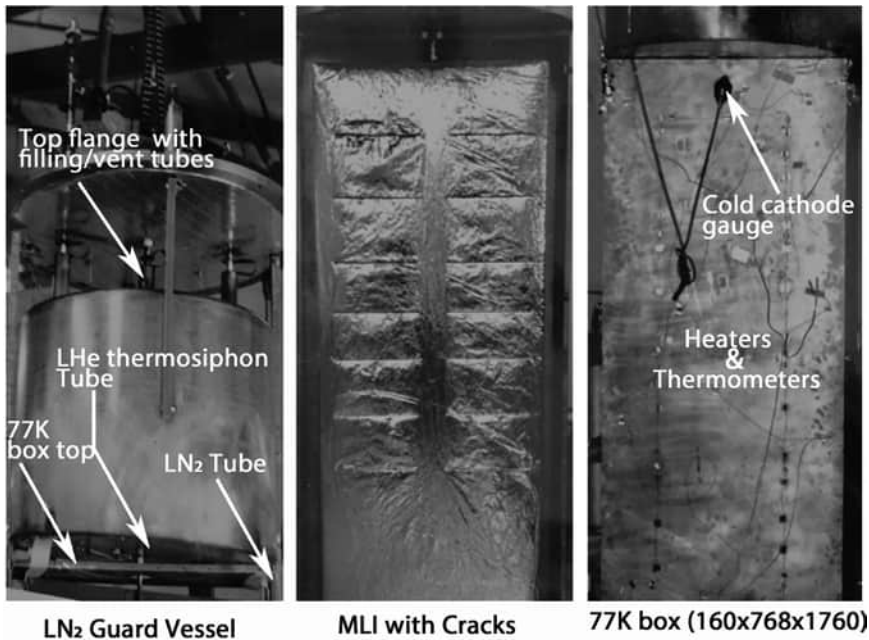 Top flange with
filling/vent tubes
LHe thermosiphon
Tube
77K
box top
LN₂ Tube
Cold cathode
gauge
Heaters
&
Thermometers
LN₂ Guard Vessel
MLI with Cracks
77K box (160x768x1760)